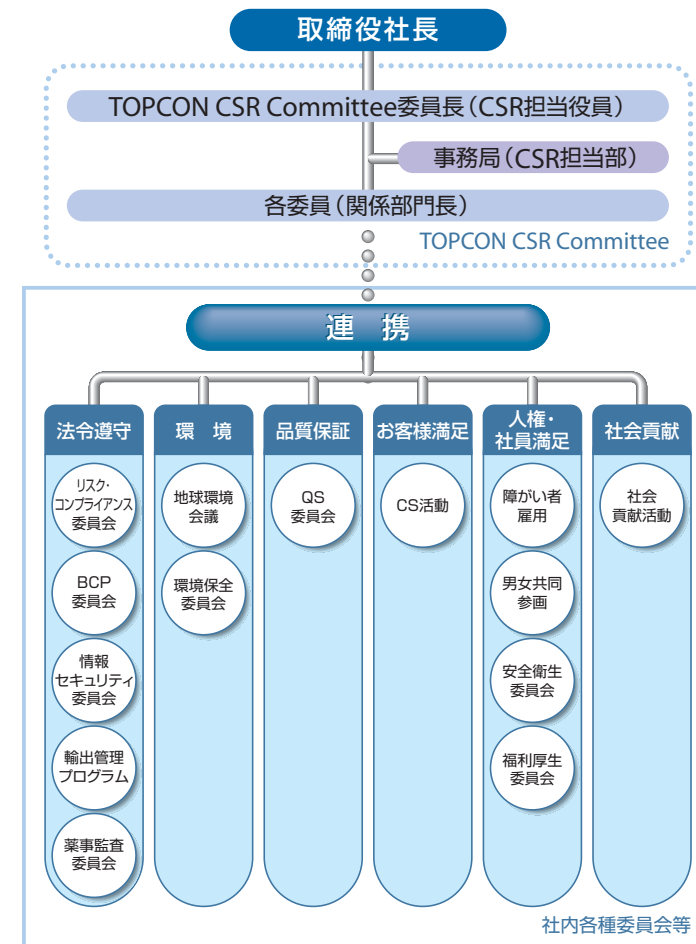 取締役社長
TOPCON CSR Committee委員長（CSR担当役員）
事務局（CSR担当部）
各委員（関係部門長）
TOPCON CSR Committee
連 携
法令遵守
リスク・
コンプライアンス
委員会
BCP
委員会
情報
セキュリティ
委員会
輸出管理
プログラム
薬事監査
委員会
環 境
地球環境
会議
環境保全
委員会
品質保証
QS
委員会
お客様満足
CS活動
人権・
社員満足
障がい者
雇用
男女共同
参画
安全衛生
委員会
福利厚生
委員会
社会貢献
社会
貢献活動
社内各種委員会等